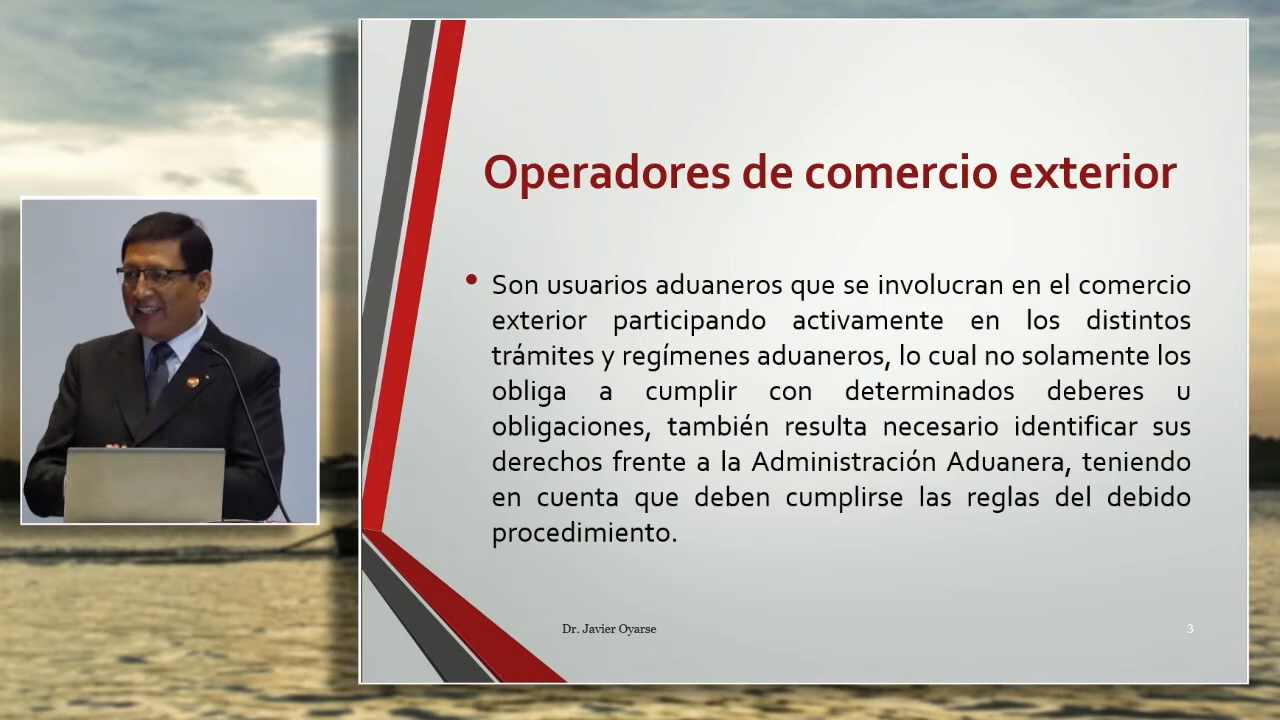 Operadores de comercio exterior
• Son usuarios aduaneros que se involucran en el comercio
exterior participando activamente en los distintos
trámites y regímenes aduaneros, lo cual no solamente los
obliga a cumplir con determinados deberes u
obligaciones, también resulta necesario identificar sus
derechos frente a la Administración Aduanera, teniendo
en cuenta que deben cumplirse las reglas del debido
procedimiento.
Dr. Javier Oyarse
3